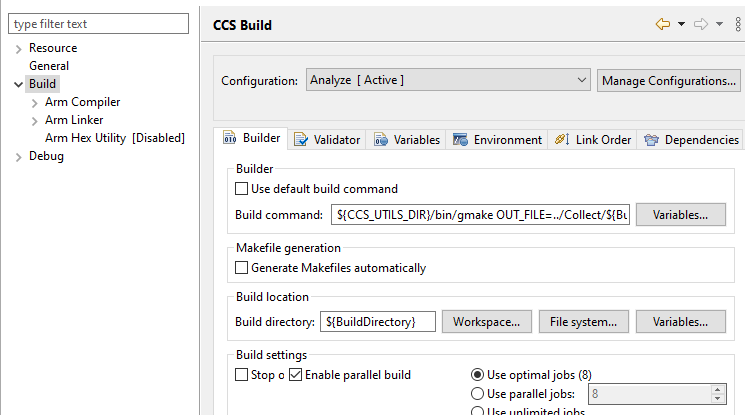 type filter text
Resource
General
Build
Arm Compiler
Arm Linker
Arm Hex Utility [Disabled]
Debug
CCS Build
Configuration: Analyze [ Active ] Manage Configurations...
Builder Validator Variables Environment Link Order Dependencies
Builder
Use default build command
Build command: ${CCS_UTILS_DIR}/bin/gmake OUT_FILE=../Collect/${Bu Variables...
Makefile generation
Generate Makefiles automatically
Build location
Build directory: ${BuildDirectory} Workspace... File system... Variables...
Build settings
Stop o Enable parallel build Use optimal jobs (8)
Use parallel jobs: 8
Use unlimited jobs